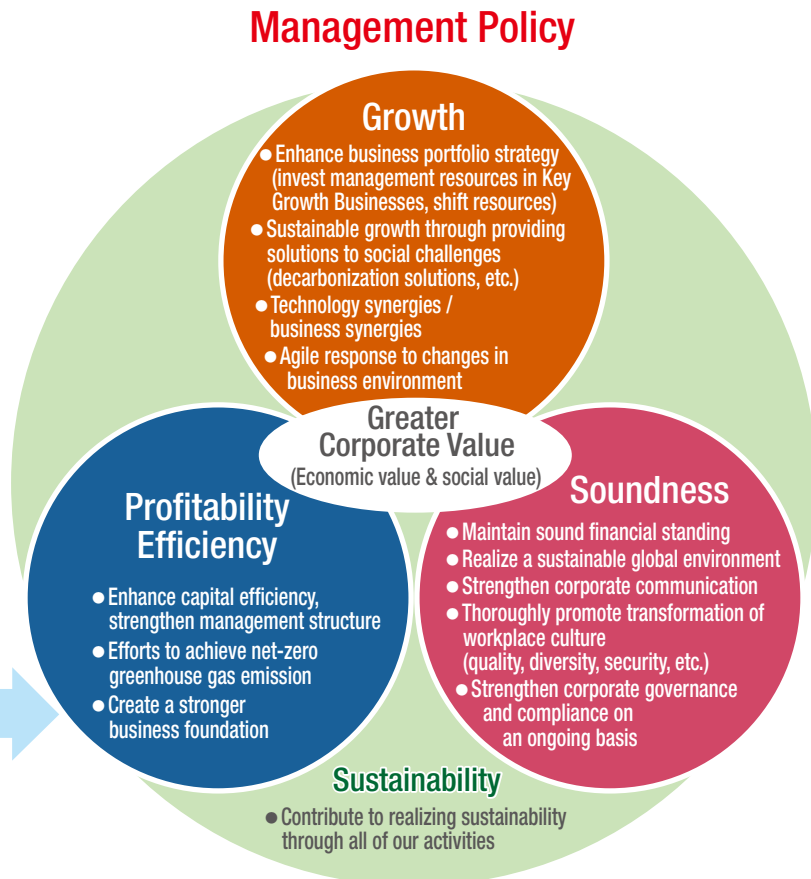 Management Policy
Growth
● Enhance business portfolio strategy
(invest management resources in Key
Growth Businesses, shift resources)
● Sustainable growth through providing
solutions to social challenges
(decarbonization solutions, etc.)
● Technology synergies /
business synergies
● Agile response to changes in
business environment
Greater
Corporate Value
(Economic value & social value)
Profitability
Efficiency
● Enhance capital efficiency,
strengthen management structure
● Efforts to achieve net-zero
greenhouse gas emission
● Create a stronger
business foundation
Soundness
● Maintain sound financial standing
● Realize a sustainable global environment
● Strengthen corporate communication
● Thoroughly promote transformation of
workplace culture
(quality, diversity, security, etc.)
● Strengthen corporate governance
and compliance on
an ongoing basis
Sustainability
● Contribute to realizing sustainability
through all of our activities